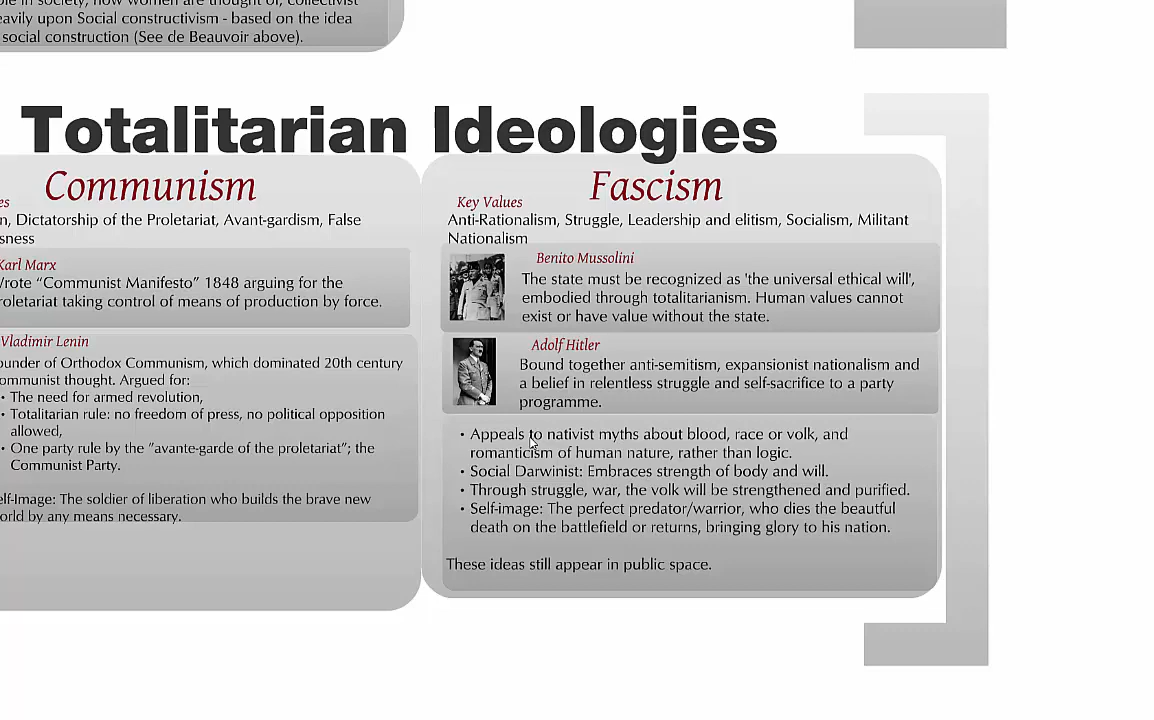 ole in society, how women are thought of, collectivist
eavily upon Social constructivism - based on the idea
social construction (See de Beauvoir above).
Totalitarian Ideologies
Communism
es
n, Dictatorship of the Proletariat, Avant-gardism, False
sness
Karl Marx
Wrote “Communist Manifesto” 1848 arguing for the
roletariat taking control of means of production by force.
Vladimir Lenin
ounder of Orthodox Communism, which dominated 20th century
ommunist thought. Argued for:
• The need for armed revolution,
• Totalitarian rule: no freedom of press, no political opposition
allowed,
• One party rule by the ”avante-garde of the proletariat”; the
Communist Party.
elf-Image: The soldier of liberation who builds the brave new
orld by any means necessary.
Fascism
Key Values
Anti-Rationalism, Struggle, Leadership and elitism, Socialism, Militant
Nationalism
Benito Mussolini
The state must be recognized as 'the universal ethical will',
embodied through totalitarianism. Human values cannot
exist or have value without the state.
Adolf Hitler
Bound together anti-semitism, expansionist nationalism and
a belief in relentless struggle and self-sacrifice to a party
programme.
• Appeals to nativist myths about blood, race or volk, and
romanticism of human nature, rather than logic.
• Social Darwinist: Embraces strength of body and will.
• Through struggle, war, the volk will be strengthened and purified.
• Self-image: The perfect predator/warrior, who dies the beautful
death on the battlefield or returns, bringing glory to his nation.
These ideas still appear in public space.